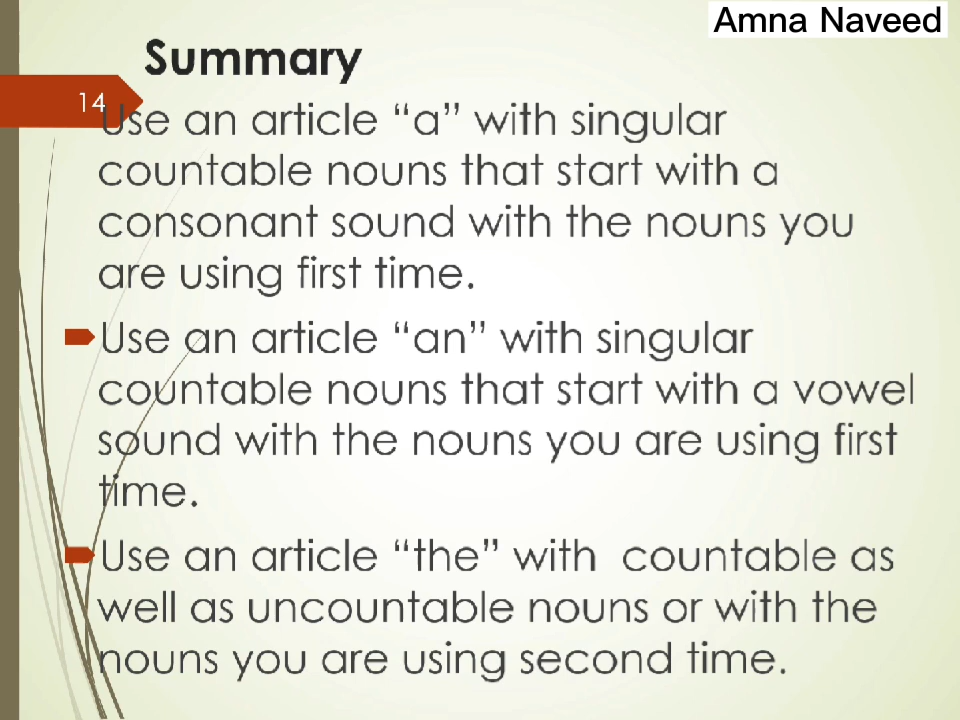 Amna Naveed
Summary
14
Use an article “a” with singular
countable nouns that start with a
consonant sound with the nouns you
are using first time.
Use an article “an” with singular
countable nouns that start with a vowel
sound with the nouns you are using first
time.
Use an article “the” with  countable as
well as uncountable nouns or with the
nouns you are using second time.